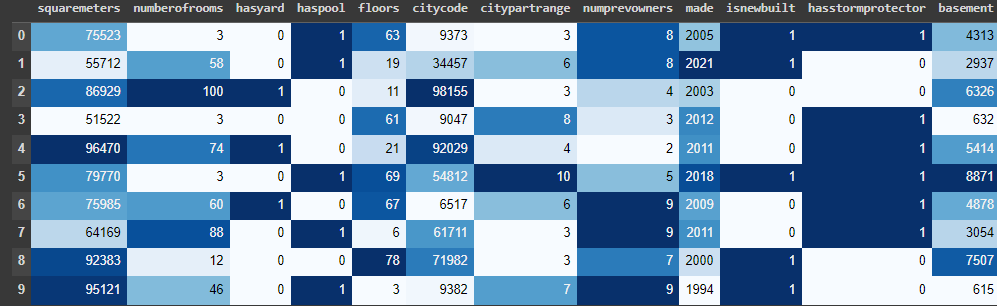 squaremeters numberofrooms hasyard haspool floors citycode citypartrange numprevowners made isnewbuilt hasstormprotector basement
0 75523 3 0 1 63 9373 3 8 2005 1 1 4313
1 55712 58 0 1 19 34457 6 8 2021 1 0 2937
2 86929 100 1 0 11 98155 3 4 2003 0 0 6326
3 51522 3 0 0 61 9047 8 3 2012 0 1 632
4 96470 74 1 0 21 92029 4 2 2011 0 1 5414
5 79770 3 0 1 69 54812 10 5 2018 1 1 8871
6 75985 60 1 0 67 6517 6 9 2009 0 1 4878
7 64169 88 0 1 6 61711 3 9 2011 0 1 3054
8 92383 12 0 0 78 71982 3 7 2000 1 0 7507
9 95121 46 0 1 3 9382 7 9 1994 1 0 615